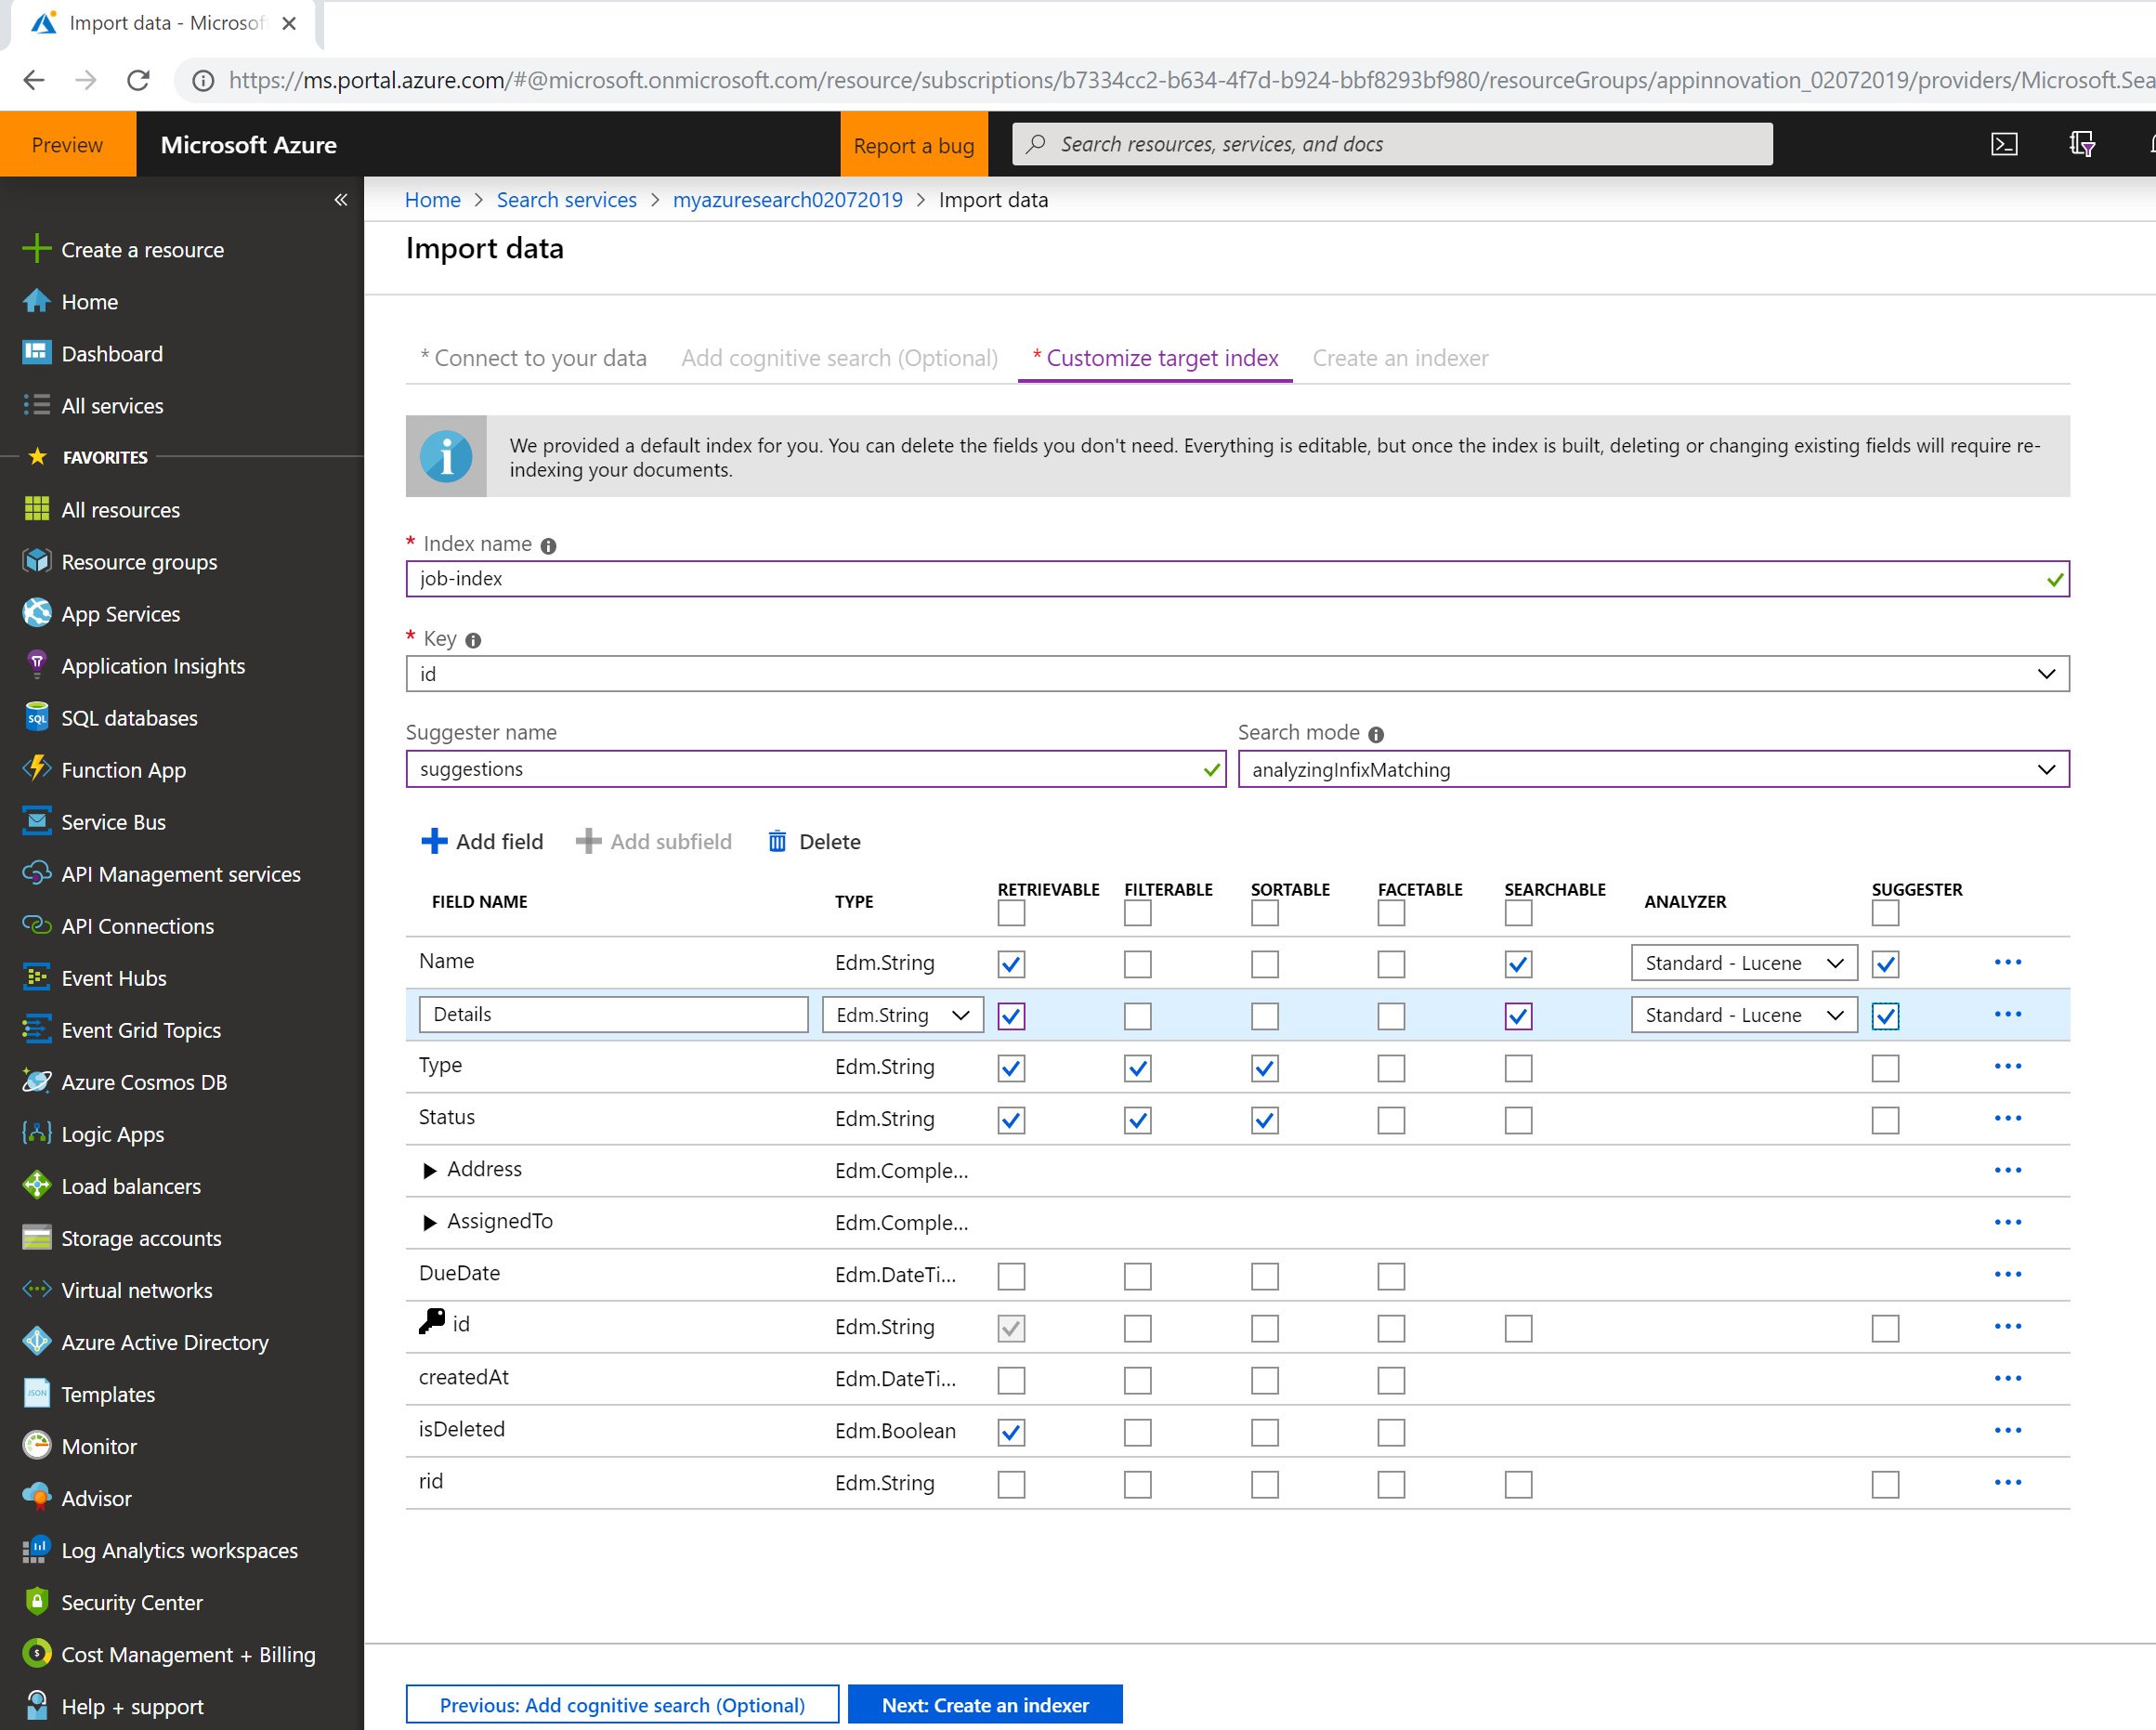 Import data - Microsof
https://ms.portal.azure.com/#@microsoft.onmicrosoft.com/resource/subscriptions/b7334cc2-b634-4f7d-b924-bbf8293bf980/resourceGroups/appinnovation_02072019/providers/Microsoft.Sea
Preview
Microsoft Azure
Report a bug
Search resources, services, and docs
«
Create a resource
Home
Dashboard
All services
FAVORITES
All resources
Resource groups
App Services
Application Insights
SQL databases
Function App
Service Bus
API Management services
API Connections
Event Hubs
Event Grid Topics
Azure Cosmos DB
Logic Apps
Load balancers
Storage accounts
Virtual networks
Azure Active Directory
Templates
Monitor
Advisor
Log Analytics workspaces
Security Center
Cost Management + Billing
Help + support
Home > Search services > myazuresearch02072019 > Import data
Import data
* Connect to your data Add cognitive search (Optional) * Customize target index Create an indexer
We provided a default index for you. You can delete the fields you don't need. Everything is editable, but once the index is built, deleting or changing existing fields will require re-
indexing your documents.
* Index name
job-index
* Key
id
Suggester name Search mode
suggestions analyzingInfixMatching
Add field Add subfield Delete
FIELD NAME TYPE RETRIEVABLE FILTERABLE SORTABLE FACETABLE SEARCHABLE ANALYZER SUGGESTER
Name Edm.String Standard - Lucene ...
Details Edm.String Standard - Lucene ...
Type Edm.String ...
Status Edm.String ...
Address Edm.Comple... ...
AssignedTo Edm.Comple... ...
DueDate Edm.DateTi... ...
id Edm.String ...
createdAt Edm.DateTi... ...
isDeleted Edm.Boolean ...
rid Edm.String ...
Previous: Add cognitive search (Optional) Next: Create an indexer